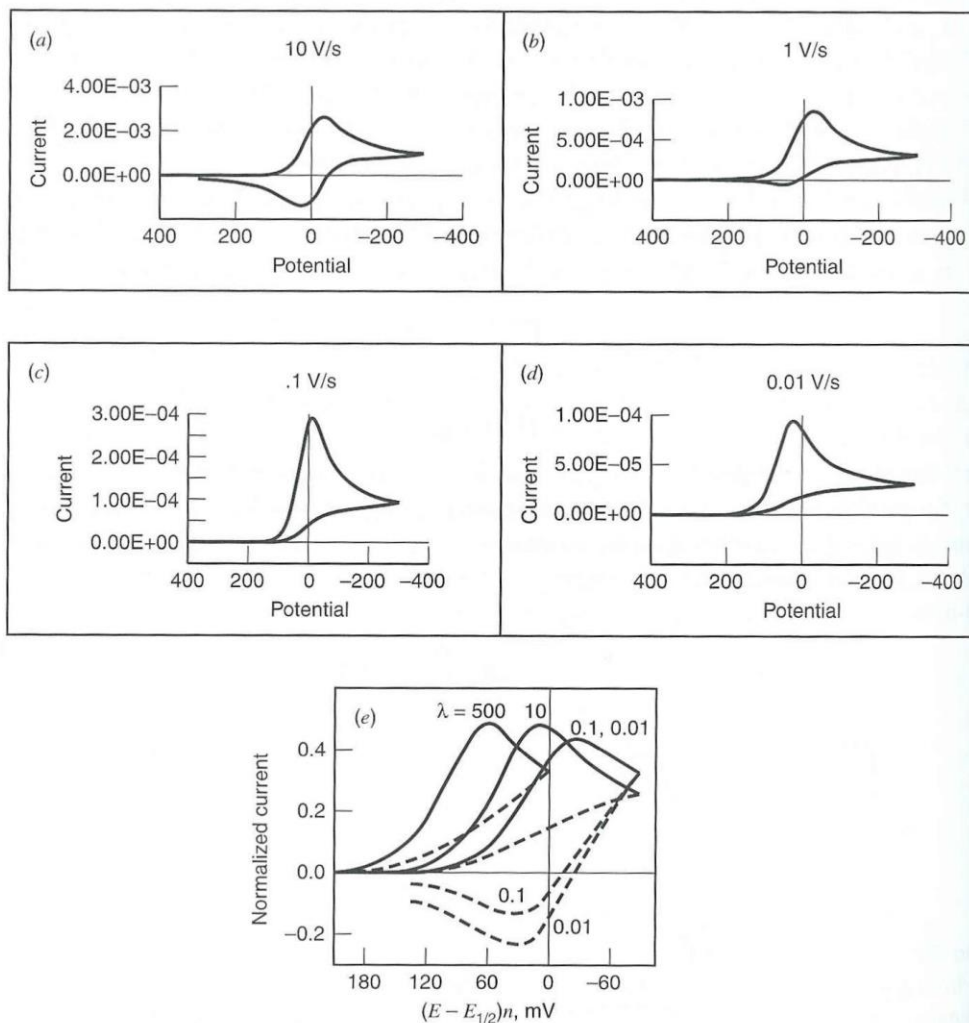 (a)
10 V/s
4.00E−03
2.00E−03
0.00E+00
Current
400 200 0 −200 −400
Potential
(b)
1 V/s
1.00E−03
5.00E−04
0.00E+00
Current
400 200 0 −200 −400
Potential
(c)
.1 V/s
3.00E−04
2.00E−04
1.00E−04
0.00E+00
Current
400 200 0 −200 −400
Potential
(d)
0.01 V/s
1.00E−04
5.00E−05
0.00E+00
Current
400 200 0 −200 −400
Potential
(e)
λ = 500 10
0.1, 0.01
0.4
0.2
0.0
−0.2
0.1
0.01
Normalized current
180 120 60 0 −60
(E − E1/2)n, mV